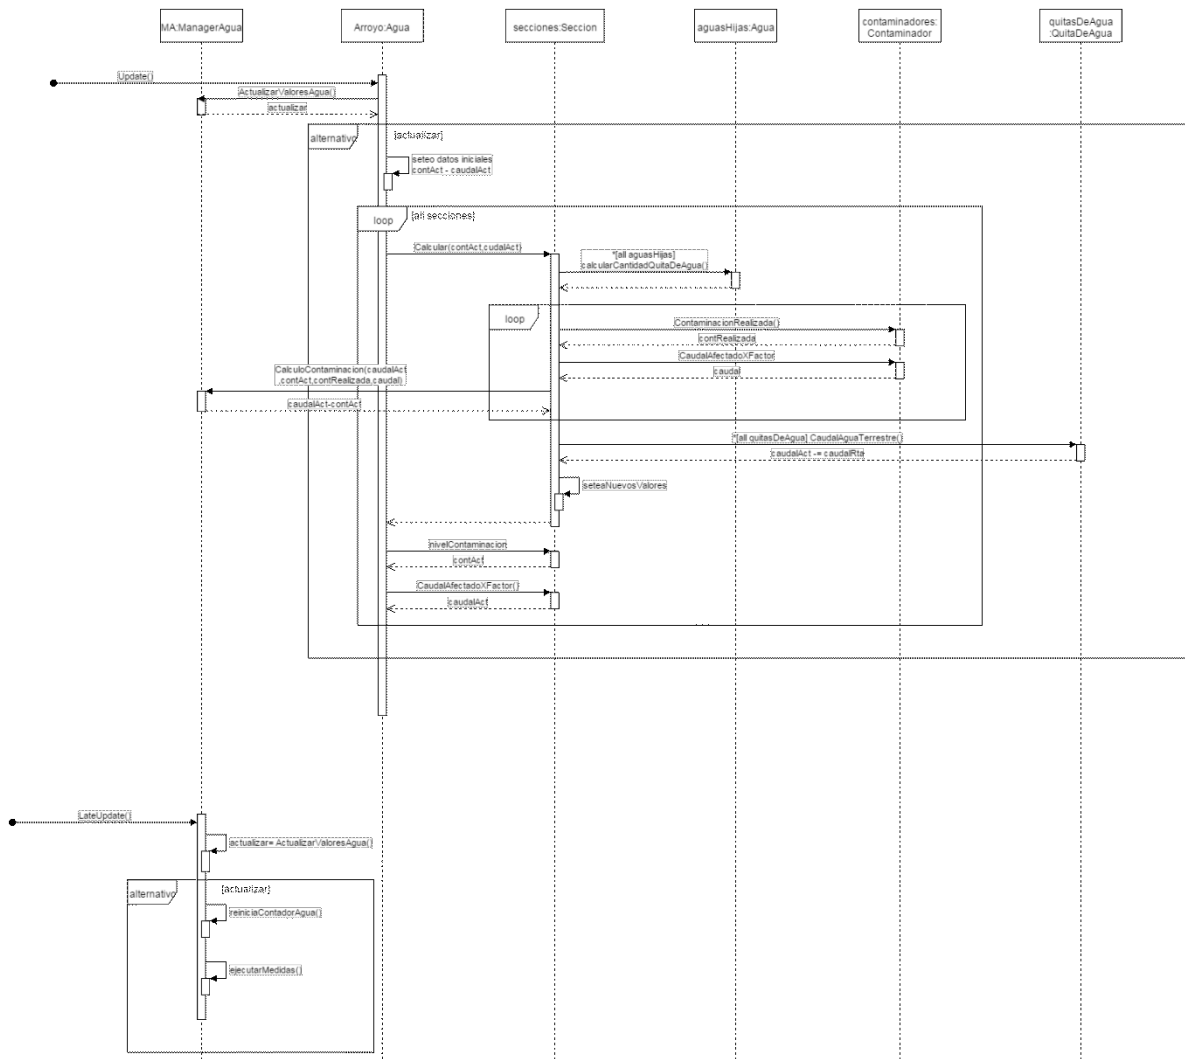 MA:ManagerAgua
Arroyo:Agua
secciones:Seccion
aguasHijas:Agua
contaminadores:
Contaminador
quitasDeAgua
:QuitaDeAgua
Update()
ActualizarValoresAgua()
actualizar
alternativo
[actualizar]
seteo datos iniciales
contAct - caudalAct
loop
[all secciones]
Calcular(contAct,cudalAct)
*[all aguasHijas]
calcularCantidadQuitaDeAgua()
loop
ContaminacionRealizada()
contRealizada
CaudalAfectadoXFactor
caudal
CalculoContaminacion(caudalAct
,contAct,contRealizada,caudal)
caudalAct-contAct
*[all quitasDeAgua] CaudalAguaTerrestre()
caudalAct -= caudalRta
seteaNuevosValores
nivelContaminacion
contAct
CaudalAfectadoXFactor()
caudalAct
LateUpdate()
actualizar= ActualizarValoresAgua()
alternativo
[actualizar]
reiniciaContadorAgua()
ejecutarMedidas()